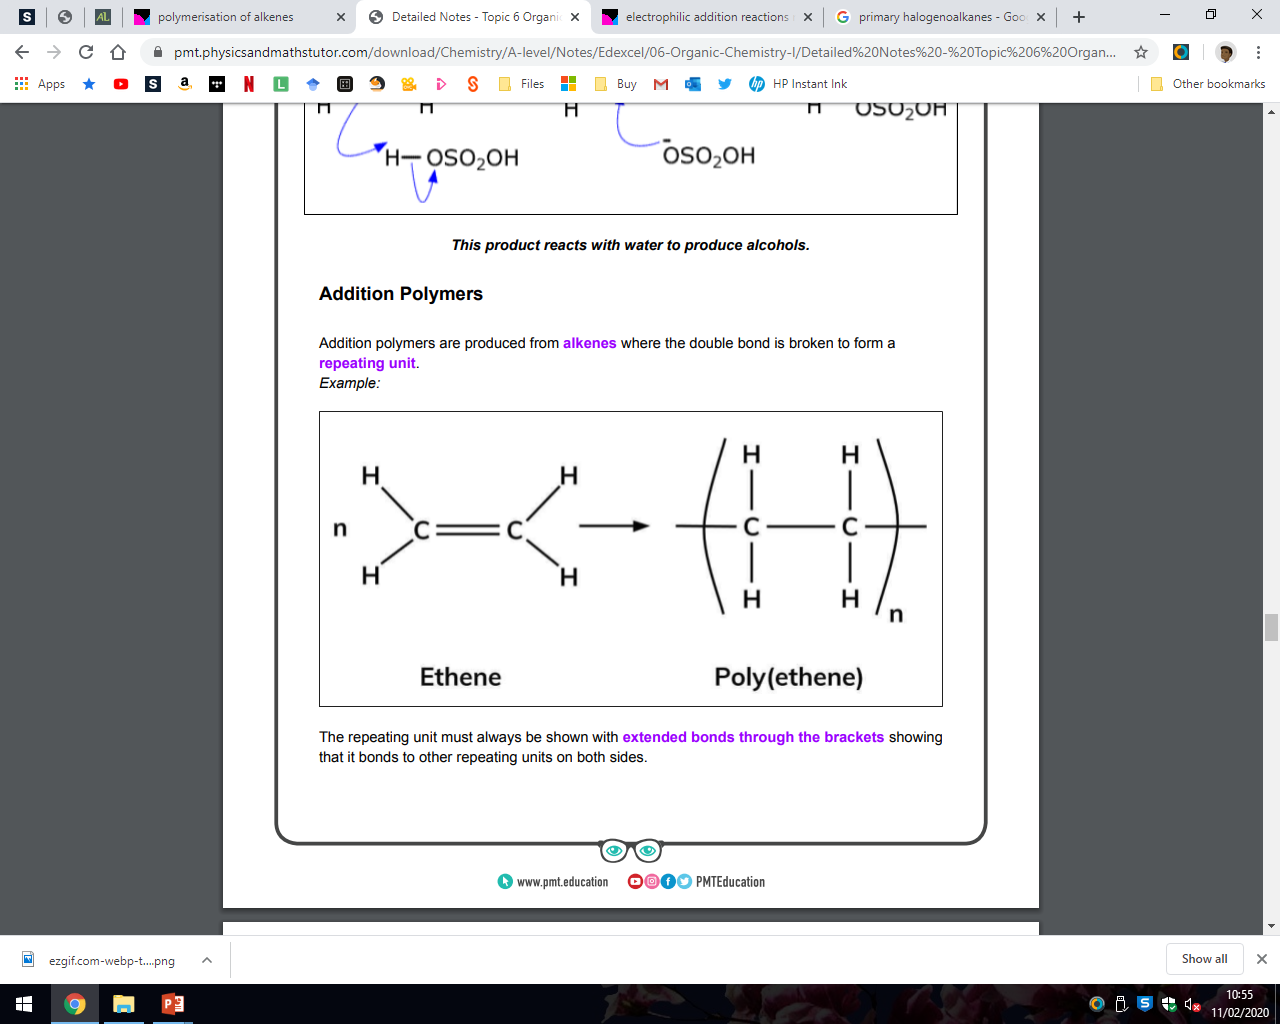 polymerisation of alkenes
Detailed Notes - Topic 6 Organi
electrophilic addition reactions
primary halogenoalkanes - Goo
pmt.physicsandmathstutor.com/download/Chemistry/A-level/Notes/Edexcel/06-Organic-Chemistry-I/Detailed%20Notes%20-%20Topic%206%20Organ...
Apps
Files
Buy
HP Instant Ink
Other bookmarks
H H H H OSO2OH
H— OSO2OH
-OSO2OH
This product reacts with water to produce alcohols.
Addition Polymers
Addition polymers are produced from alkenes where the double bond is broken to form a
repeating unit.
Example:
H H H H
n C C C C
H H H H
n
Ethene
Poly(ethene)
The repeating unit must always be shown with extended bonds through the brackets showing
that it bonds to other repeating units on both sides.
www.pmt.education
PMTEducation
ezgif.com-webp-t....png
Show all
10:55
11/02/2020